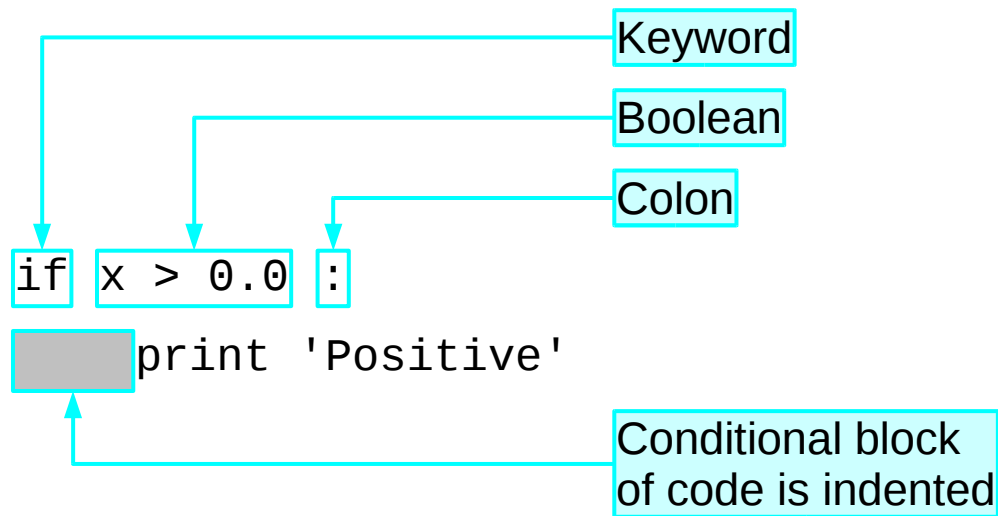 Keyword
Boolean
Colon
if x > 0.0 :
print 'Positive'
Conditional block
of code is indented